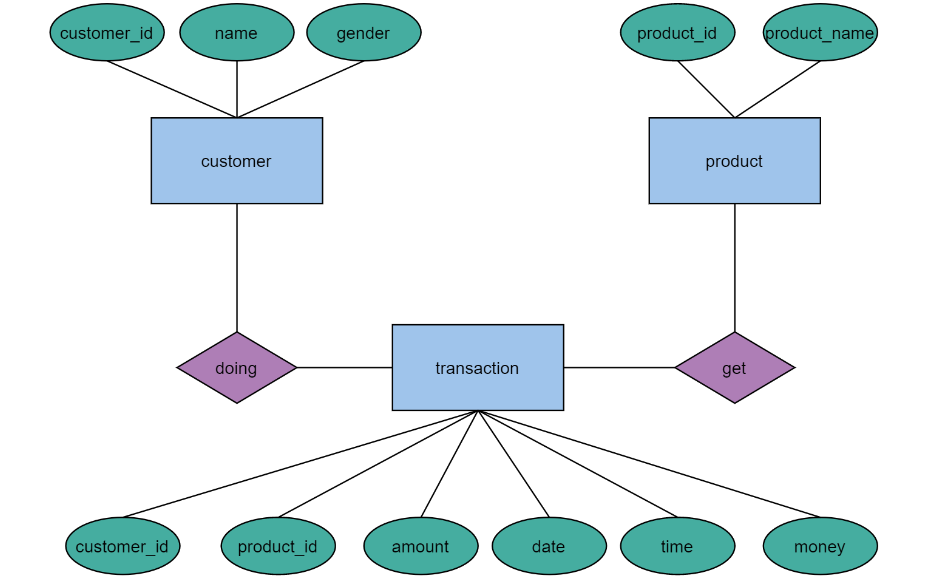 customer_id
name
gender
product_id
product_name
customer
product
doing
transaction
get
customer_id
product_id
amount
date
time
money